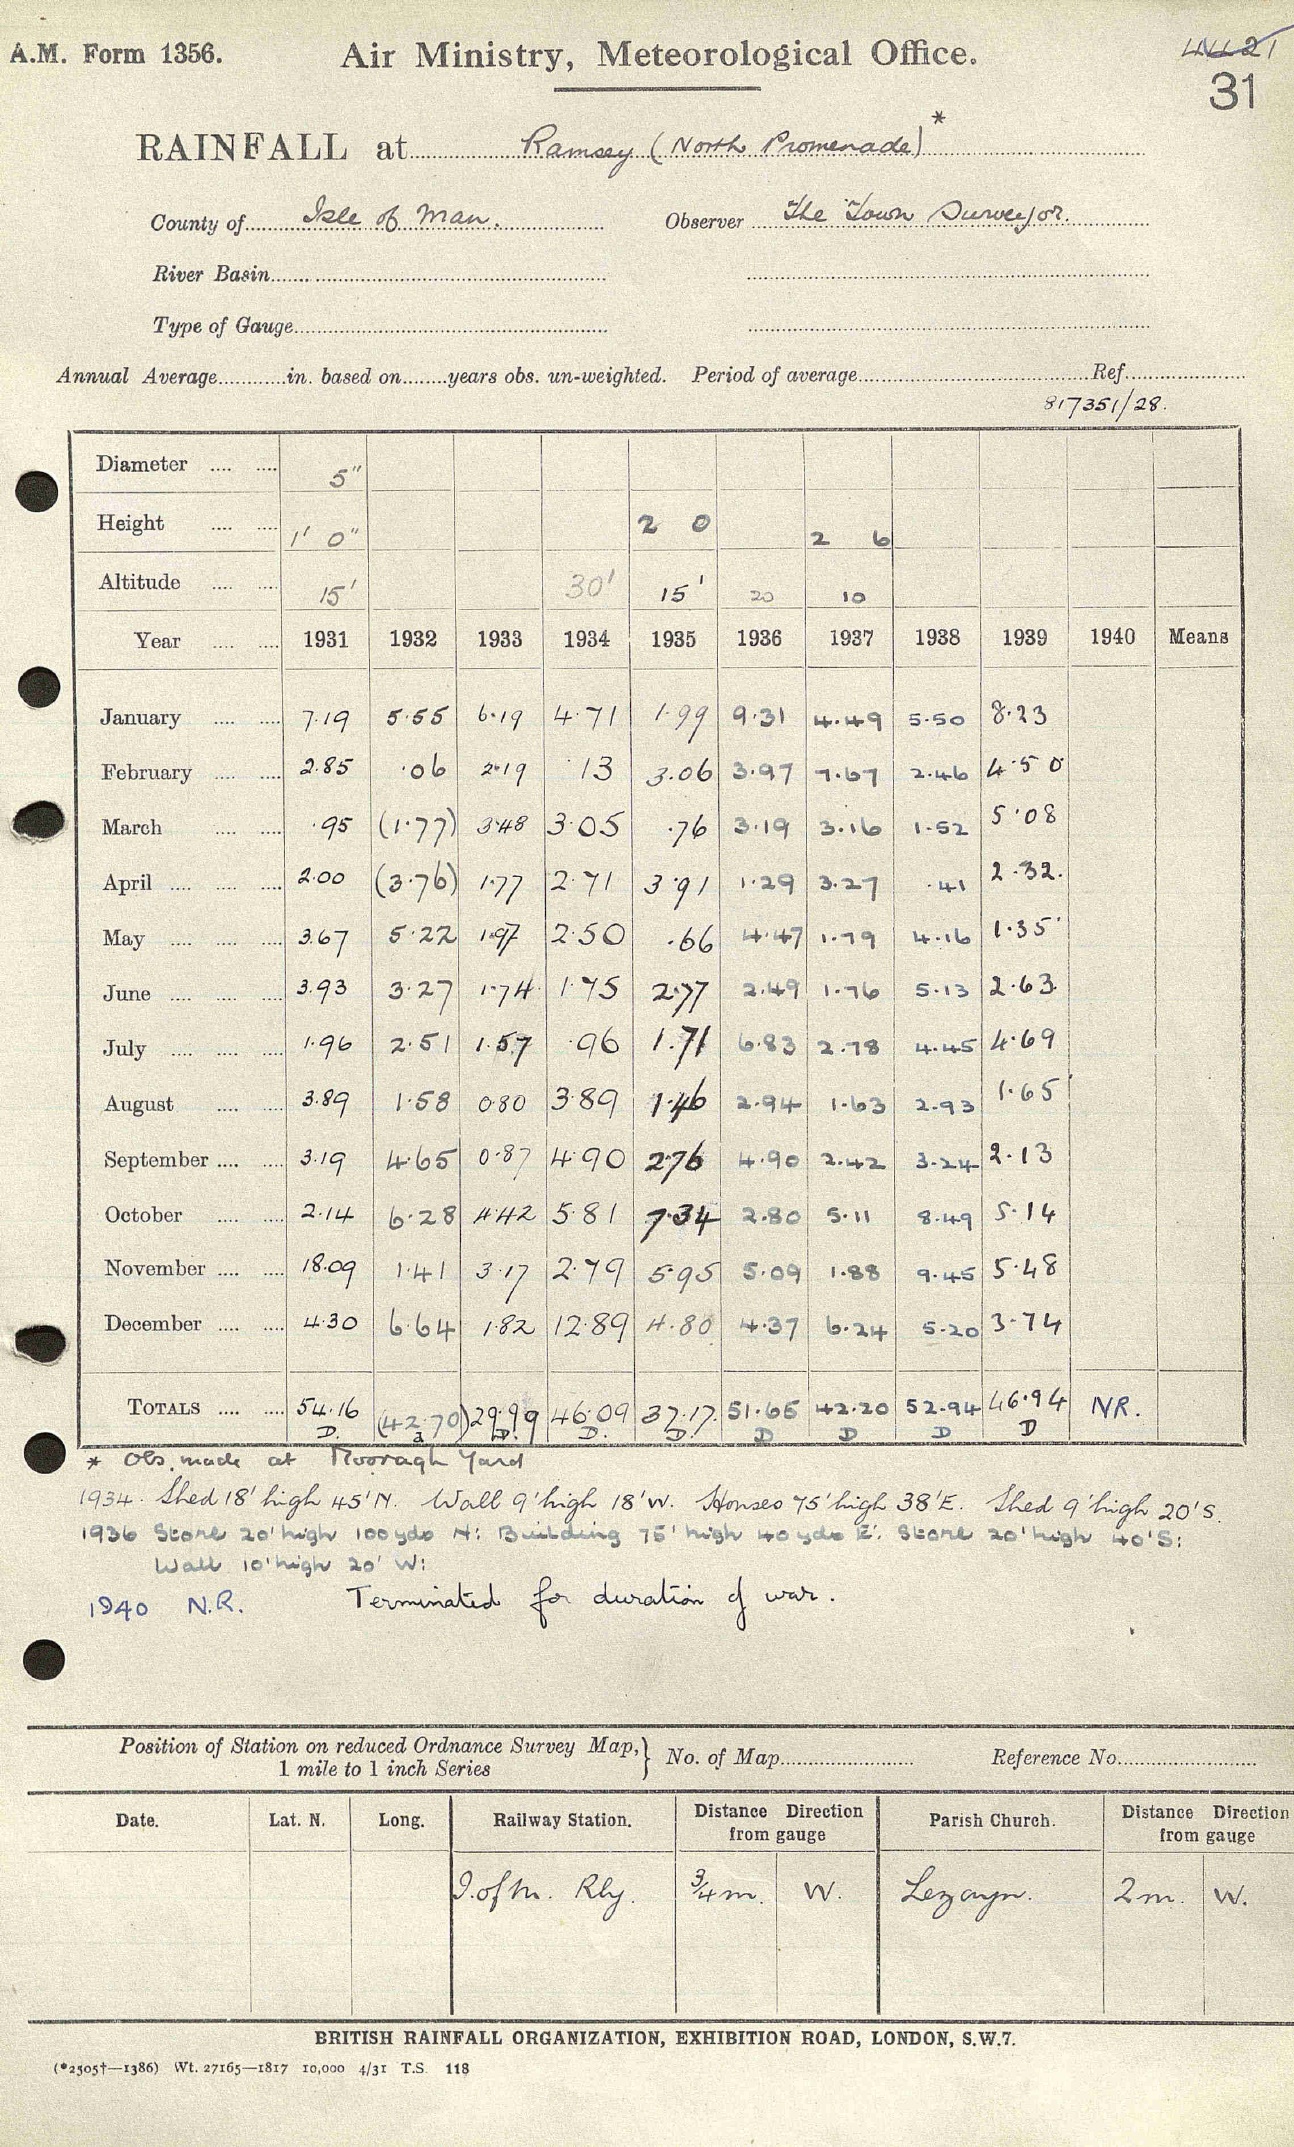 A.M. Form 1356. Air Ministry, Meteorological Office.
31
RAINFALL at Ramsey (North Promenade)*
County of Isle of Man. Observer The Town Surveyor.
River Basin
Type of Gauge
Annual Average in. based on years obs. un-weighted. Period of average Ref.
817351/28.
Diameter 5"
Height 1' 0" 2 0 2 6
Altitude 15' 30' 15' 20 10
Year 1931 1932 1933 1934 1935 1936 1937 1938 1939 1940 Means
January 7.19 5.55 6.19 4.71 1.99 9.31 4.49 5.50 8.23
February 2.85 .06 2.19 .13 3.06 3.97 7.67 2.46 4.50
March .95 (1.77) 3.48 3.05 .76 3.19 3.16 1.52 5.08
April 2.00 (3.76) 1.77 2.71 3.91 1.29 3.27 .41 2.32.
May 3.67 5.22 1.97 2.50 .66 4.47 1.79 4.16 1.35
June 3.93 3.27 1.74 1.75 2.77 2.49 1.76 5.13 2.63
July 1.96 2.51 1.57 .96 1.71 6.83 2.78 4.45 4.69
August 3.89 1.58 0.80 3.89 1.46 2.94 1.63 2.93 1.65
September 3.19 4.65 0.87 4.90 2.76 4.90 2.42 3.24 2.13
October 2.14 6.28 4.42 5.81 7.34 2.80 5.11 8.49 5.14
November 18.09 1.41 3.17 2.79 5.95 5.09 1.88 9.45 5.48
December 4.30 6.64 1.82 12.89 4.80 4.37 6.24 5.20 3.74
TOTALS 54.16 (42.70) 29.99 46.09 37.17. 51.65 42.20 52.94 46.94 NR.
D. a D. D. D. D D D D
* Obs. made at Mooragh Yard
1934. Shed 18' high 45' N. Wall 9' high 18' W. Houses 75' high 38' E. Shed 9' high 20' S.
1936 Store 20' high 100 yds N: Building 75' high 40 yds E: Store 20' high 40' S:
Wall 10' high 20' W:
1940 N.R. Terminated for duration of war.
Position of Station on reduced Ordnance Survey Map, } No. of Map Reference No.
1 mile to 1 inch Series
Date. Lat. N. Long. Railway Station. Distance Direction from gauge Parish Church. Distance Direction from gauge
I. of M. Rly. 3/4 m. W. Lezayre. 2 m. W.
BRITISH RAINFALL ORGANIZATION, EXHIBITION ROAD, LONDON, S.W.7.
(*2505†—1386) Wt. 27165—1817 10,000 4/31 T.S. 118